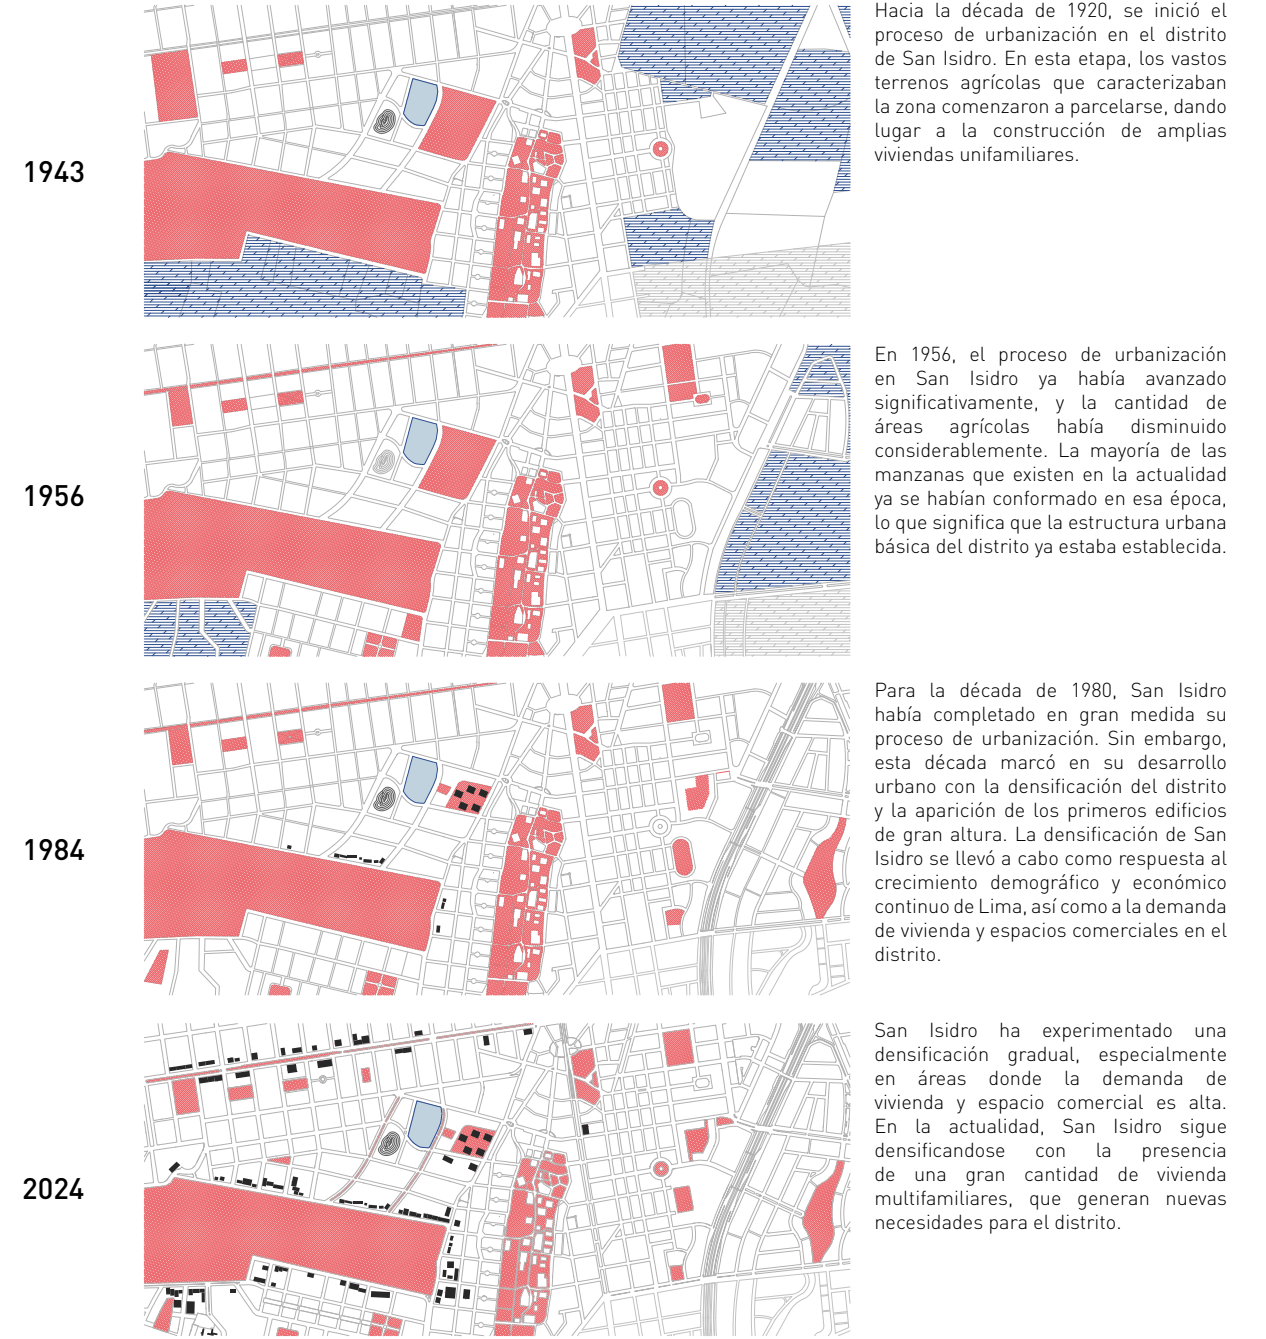 1943
Hacia la década de 1920, se inició el
proceso de urbanización en el distrito
de San Isidro. En esta etapa, los vastos
terrenos agrícolas que caracterizaban
la zona comenzaron a parcelarse, dando
lugar a la construcción de amplias
viviendas unifamiliares.
1956
En 1956, el proceso de urbanización
en San Isidro ya había avanzado
significativamente, y la cantidad de
áreas agrícolas había disminuido
considerablemente. La mayoría de las
manzanas que existen en la actualidad
ya se habían conformado en esa época,
lo que significa que la estructura urbana
básica del distrito ya estaba establecida.
1984
Para la década de 1980, San Isidro
había completado en gran medida su
proceso de urbanización. Sin embargo,
esta década marcó en su desarrollo
urbano con la densificación del distrito
y la aparición de los primeros edificios
de gran altura. La densificación de San
Isidro se llevó a cabo como respuesta al
crecimiento demográfico y económico
continuo de Lima, así como a la demanda
de vivienda y espacios comerciales en el
distrito.
2024
San Isidro ha experimentado una
densificación gradual, especialmente
en áreas donde la demanda de
vivienda y espacio comercial es alta.
En la actualidad, San Isidro sigue
densificandose con la presencia
de una gran cantidad de vivienda
multifamiliares, que generan nuevas
necesidades para el distrito.